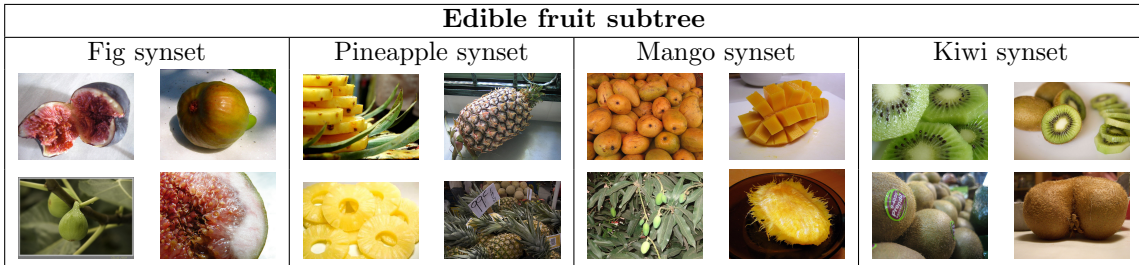 Edible fruit subtree
Fig synset
Pineapple synset
Mango synset
Kiwi synset